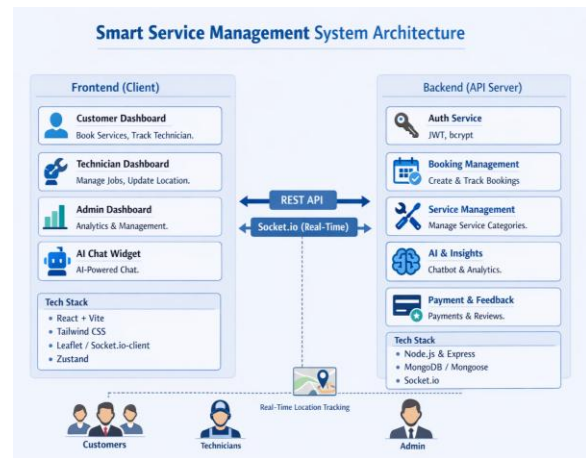 Smart Service Management System Architecture
Frontend (Client)
Customer Dashboard
Book Services, Track Technician.
Technician Dashboard
Manage Jobs, Update Location.
Admin Dashboard
Analytics & Management.
AI Chat Widget
AI-Powered Chat.
Tech Stack
• React + Vite
• Tailwind CSS
• Leaflet / Socket.io-client
• Zustand
REST API
Socket.io (Real-Time)
Backend (API Server)
Auth Service
JWT, bcrypt
Booking Management
Create & Track Bookings
Service Management
Manage Service Categories.
AI & Insights
Chatbot & Analytics.
Payment & Feedback
Payments & Reviews.
Tech Stack
• Node.js & Express
• MongoDB / Mongoose
• Socket.io
Real-Time Location Tracking
Customers
Technicians
Admin